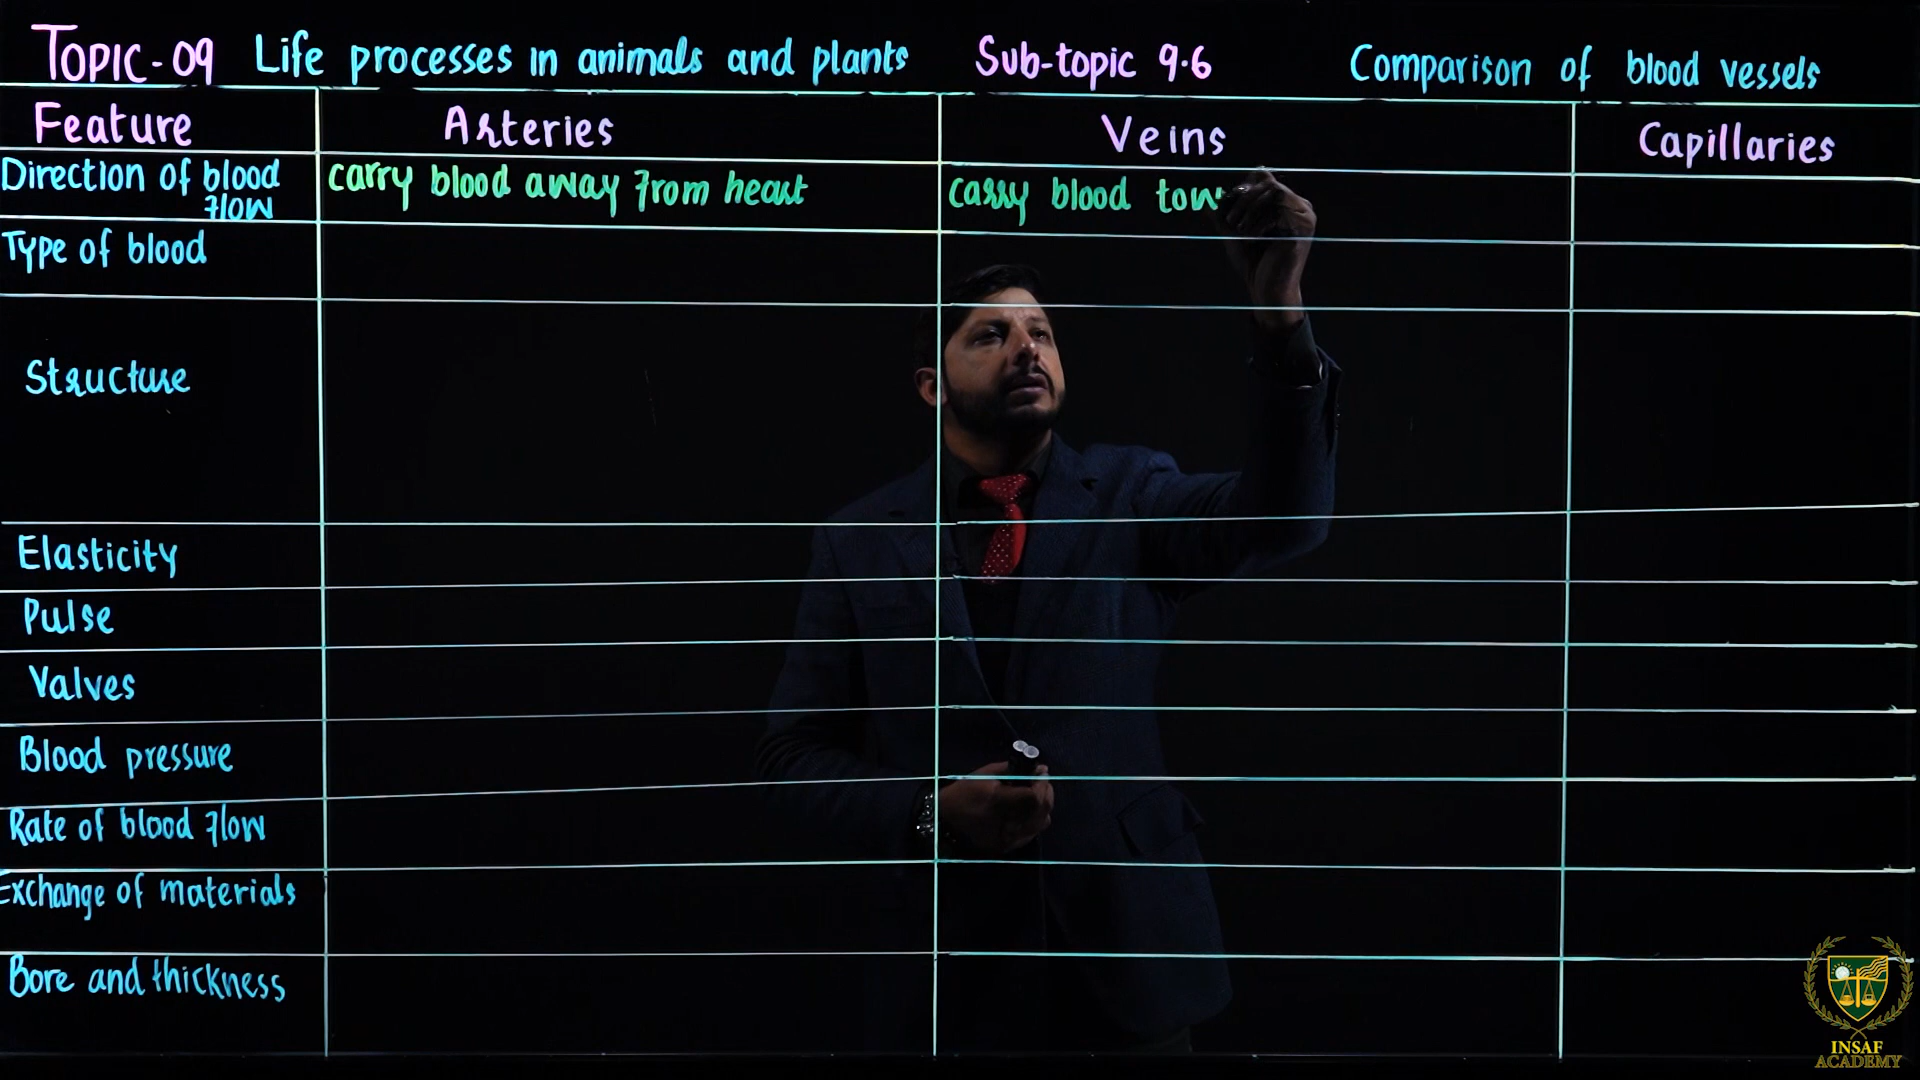 TOPIC-09 Life processes in animals and plants Sub-topic 9.6 Comparison of blood vessels
Feature Arteries Veins Capillaries
Direction of blood flow carry blood away from heart carry blood tow
Type of blood
Structure
Elasticity
Pulse
Valves
Blood pressure
Rate of blood flow
Exchange of materials
Bore and thickness
INSAF
ACADEMY